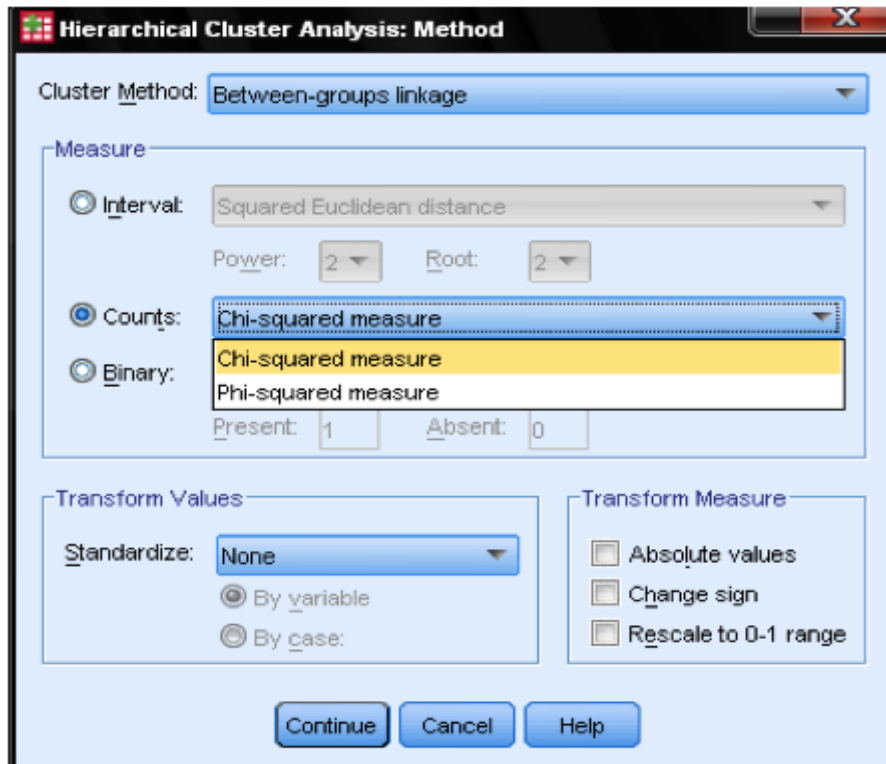 Hierarchical Cluster Analysis: Method
Cluster Method: Between-groups linkage
Measure
Interval: Squared Euclidean distance
Power: 2 Root: 2
Counts: Chi-squared measure
Chi-squared measure
Binary:
Phi-squared measure
Present: 1 Absent: 0
Transform Values
Transform Measure
Standardize: None
Absolute values
By variable
Change sign
By case:
Rescale to 0-1 range
Continue Cancel Help